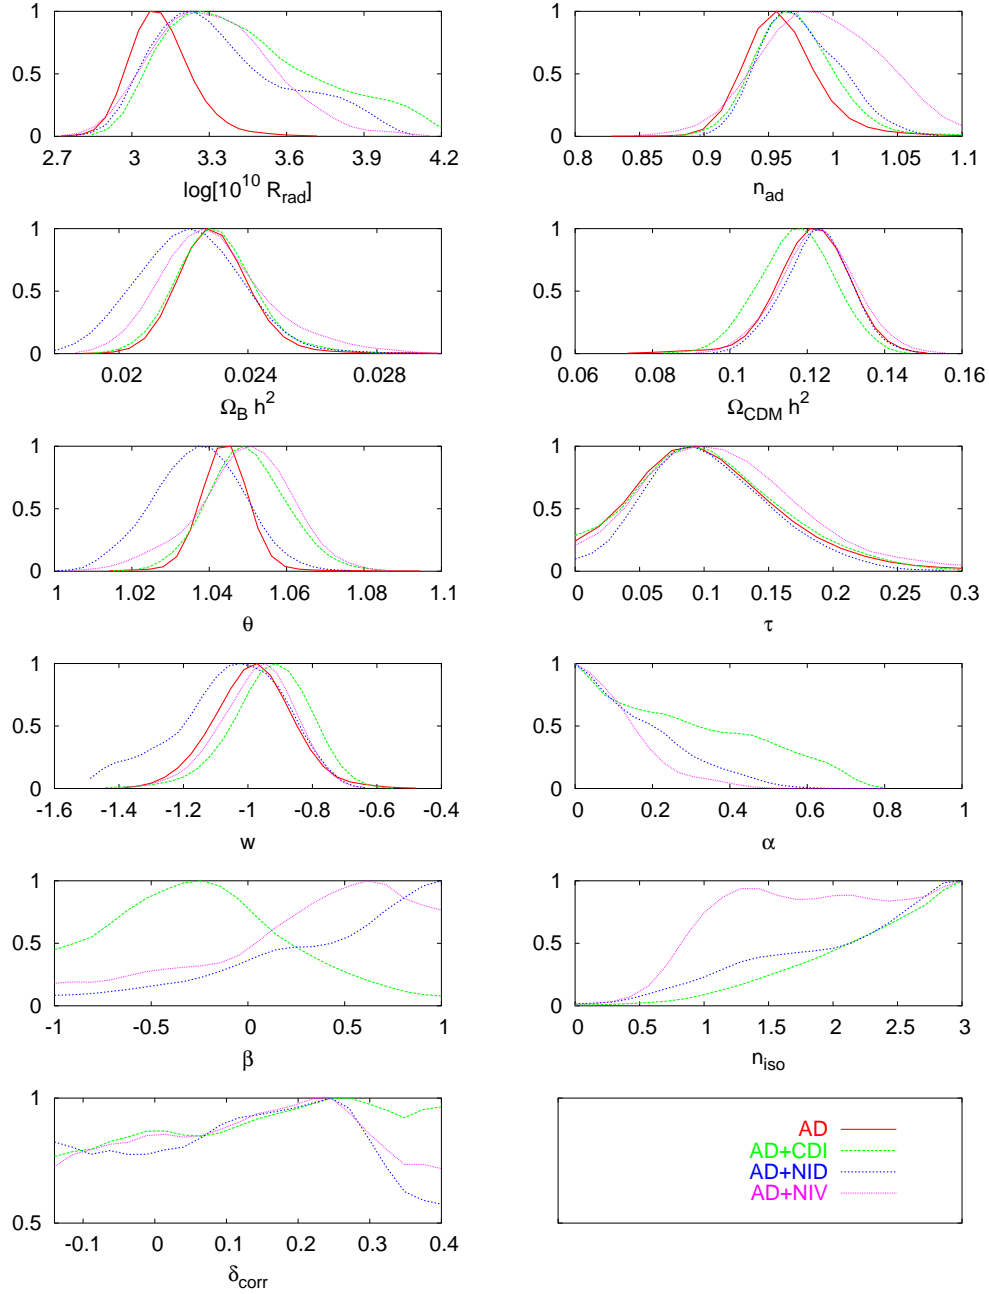 1
0.5
0
2.7 3 3.3 3.6 3.9 4.2
log[10^10 R_rad]
1
0.5
0
0.8 0.85 0.9 0.95 1 1.05 1.1
n_ad
1
0.5
0
0.02 0.024 0.028
Ω_B h^2
1
0.5
0
0.06 0.08 0.1 0.12 0.14 0.16
Ω_CDM h^2
1
0.5
0
1 1.02 1.04 1.06 1.08 1.1
θ
1
0.5
0
0 0.05 0.1 0.15 0.2 0.25 0.3
τ
1
0.5
0
-1.6 -1.4 -1.2 -1 -0.8 -0.6 -0.4
w
1
0.5
0
0 0.2 0.4 0.6 0.8 1
α
1
0.5
0
-1 -0.5 0 0.5 1
β
1
0.5
0
0 0.5 1 1.5 2 2.5 3
n_iso
1
0.5
-0.1 0 0.1 0.2 0.3 0.4
δ_corr
AD
AD+CDI
AD+NID
AD+NIV